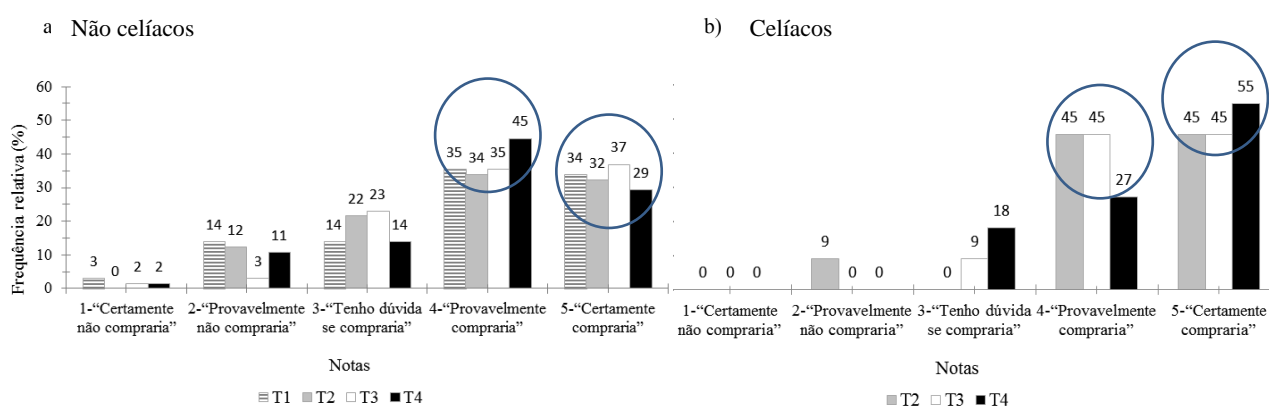 a Não celíacos
Frequência relativa (%)
60
50
40
30
20
10
0
3 0 2 2
14 12 3 11
14 22 23 14
35 34 35 45
34 32 37 29
1-“Certamente não compraria”
2-“Provavelmente não compraria”
3-“Tenho dúvida se compraria”
4-“Provavelmente compraria”
5-“Certamente compraria”
Notas
T1 T2 T3 T4
b) Celíacos
0 0 0
9 0 0
0 9 18
45 45 27
45 45 55
1-“Certamente não compraria”
2-“Provavelmente não compraria”
3-“Tenho dúvida se compraria”
4-“Provavelmente compraria”
5-“Certamente compraria”
Notas
T2 T3 T4